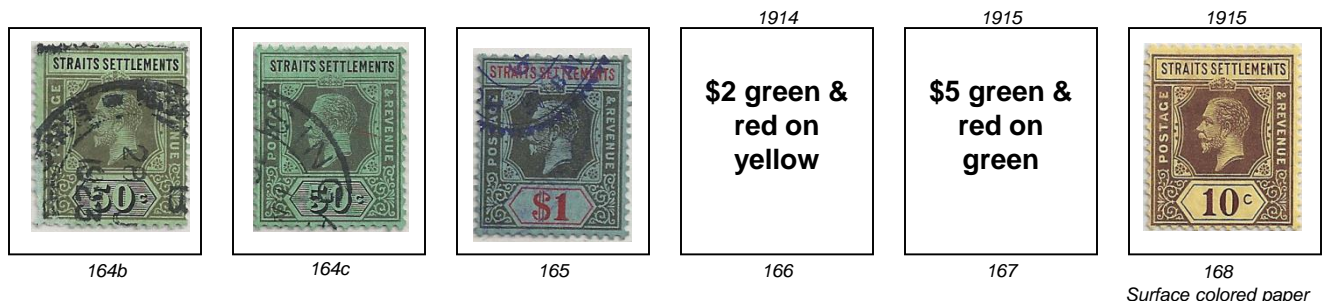 1914
1915
1915
STRAITS SETTLEMENTS
POSTAGE
& REVENUE
50c
STRAITS SETTLEMENTS
POSTAGE
& REVENUE
50c
STRAITS SETTLEMENTS
POSTAGE
& REVENUE
$1
$2 green &
red on
yellow
$5 green &
red on
green
STRAITS SETTLEMENTS
POSTAGE
& REVENUE
10c
164b
164c
165
166
167
168
Surface colored paper